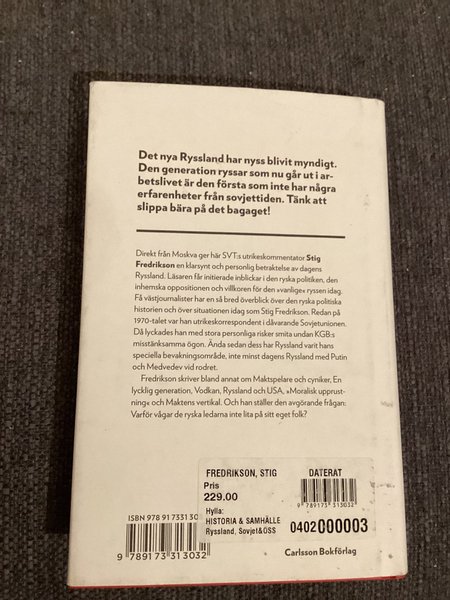 Det nya Ryssland har nyss blivit myndigt.
Den generation ryssar som nu går ut i ar-
betslivet är den första som inte har några
erfarenheter från sovjettiden. Tänk att
slippa bära på det bagaget!
Direkt från Moskva ger här SVT:s utrikeskommentator Stig
Fredrikson en klarsynt och personlig betraktelse av dagens
Ryssland. Läsaren får initierade inblickar i den ryska politiken, den
inhemska oppositionen och villkoren för den »vanlige» ryssen idag.
Få västjournalister har en så bred överblick över den ryska politiska
historien och över situationen idag som Stig Fredrikson. Redan på
1970-talet var han utrikeskorrespondent i dåvarande Sovjetunionen.
Då lyckades han med stora personliga risker smita undan KGB:s
misstänksamma ögon. Ända sedan dess har Ryssland varit hans
speciella bevakningsområde, inte minst dagens Ryssland med Putin
och Medvedev vid rodret.
Fredrikson skriver bland annat om Maktspelare och cyniker, En
lycklig generation, Vodkan, Ryssland och USA, »Moralisk upprust-
ning» och Maktens vertikal. Och han ställer den avgörande frågan:
Varför vågar de ryska ledarna inte lita på sitt eget folk?
FREDRIKSON, STIG DATERAT
Pris
229.00
9 789173 313032
Hylla:
HISTORIA & SAMHÄLLE
Ryssland, Sovjet&OSS
0402000003
ISBN 978 91 7331 30
9 789173 313032
Carlsson Bokförlag